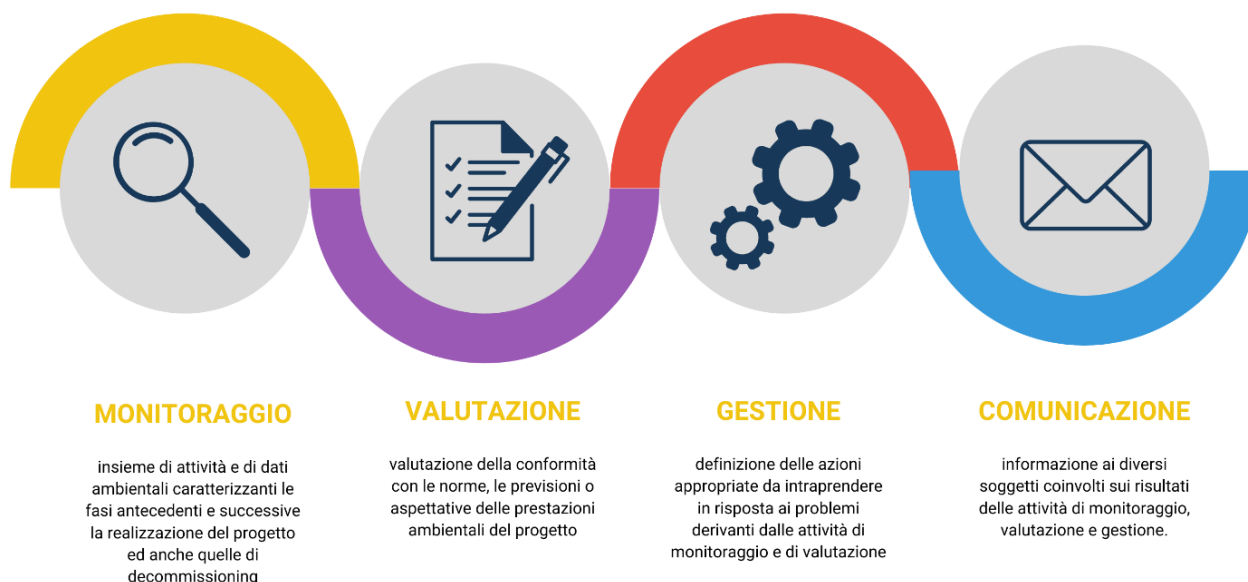 MONITORAGGIO
insieme di attività e di dati
ambientali caratterizzanti le
fasi antecedenti e successive
la realizzazione del progetto
ed anche quelle di
decommissioning
VALUTAZIONE
valutazione della conformità
con le norme, le previsioni o
aspettative delle prestazioni
ambientali del progetto
GESTIONE
definizione delle azioni
appropriate da intraprendere
in risposta ai problemi
derivanti dalle attività di
monitoraggio e di valutazione
COMUNICAZIONE
informazione ai diversi
soggetti coinvolti sui risultati
delle attività di monitoraggio,
valutazione e gestione.